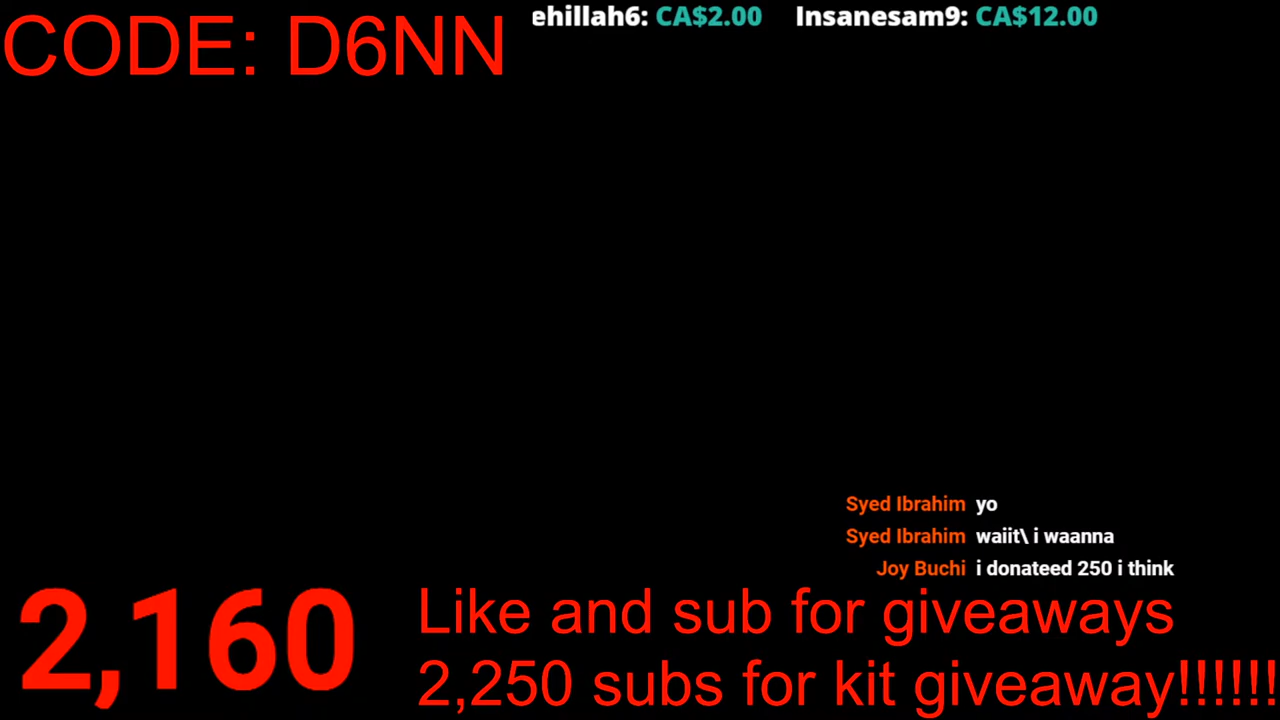 CODE: D6NN
ehillah6: CA$2.00 Insanesam9: CA$12.00
Syed Ibrahim yo
Syed Ibrahim waiit\ i waanna
Joy Buchi i donateed 250 i think
2,160
Like and sub for giveaways
2,250 subs for kit giveaway!!!!!!